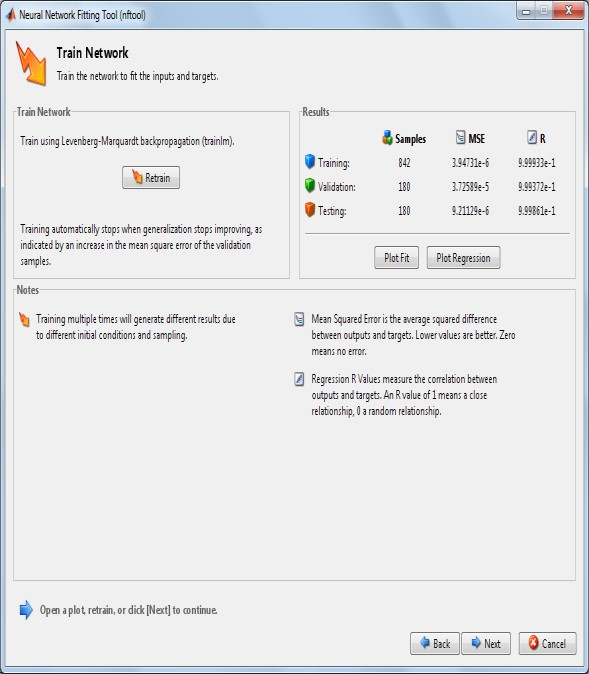 Neural Network Fitting Tool (nftool)
Train Network
Train the network to fit the inputs and targets.
Train Network
Train using Levenberg-Marquardt backpropagation (trainlm).
Retrain
Training automatically stops when generalization stops improving, as
indicated by an increase in the mean square error of the validation
samples.
Results
Samples MSE R
Training: 842 3.94731e-6 9.99933e-1
Validation: 180 3.72589e-5 9.99372e-1
Testing: 180 9.21129e-6 9.99861e-1
Plot Fit Plot Regression
Notes
Training multiple times will generate different results due
to different initial conditions and sampling.
Mean Squared Error is the average squared difference
between outputs and targets. Lower values are better. Zero
means no error.
Regression R Values measure the correlation between
outputs and targets. An R value of 1 means a close
relationship, 0 a random relationship.
Open a plot, retrain, or click [Next] to continue.
Back Next Cancel